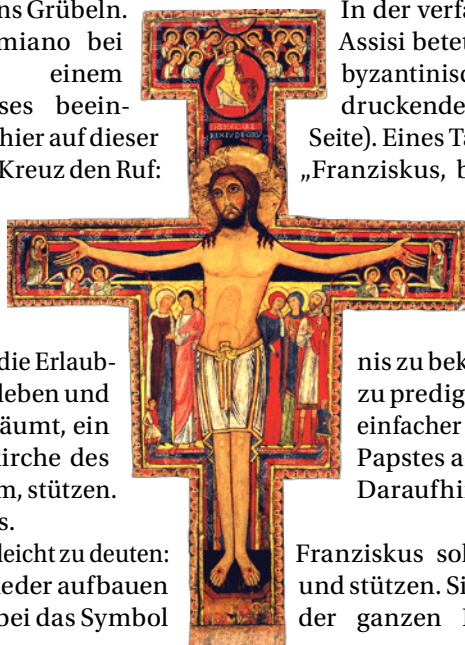 ns Grübeln. In der verfa
miano bei Assisi betet
einem byzantinisc
ses beein- druckende
hier auf dieser Seite). Eines Ta
Kreuz den Ruf: „Franziskus, b
die Erlaub- nis zu bek
leben und zu predig
äumt, ein einfacher
irche des Papstes a
m, stützen. Daraufhi
s.
leicht zu deuten: Franziskus sol
ieder aufbauen und stützen. Si
bei das Symbol der ganzen